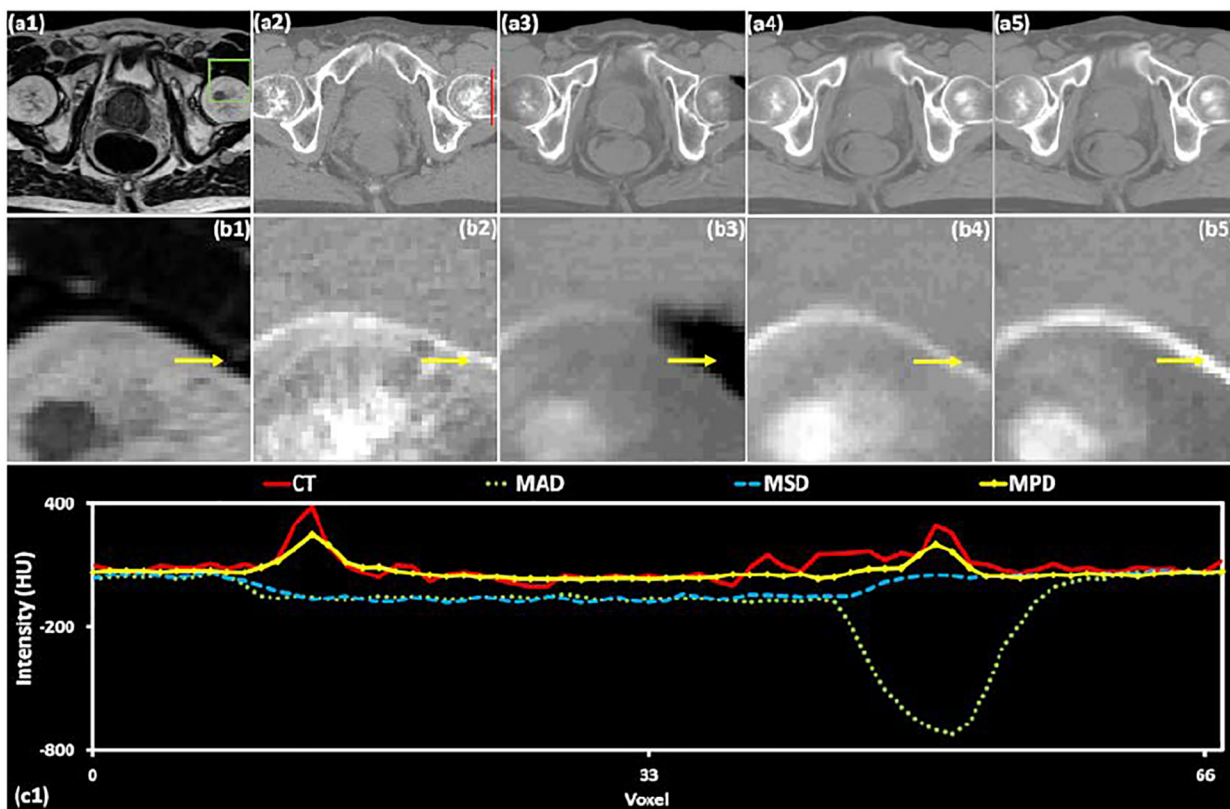 (a1) (a2) (a3) (a4) (a5)
(b1) (b2) (b3) (b4) (b5)
CT MAD MSD MPD
400
-200
-800
Intensity (HU)
0 33 66
(c1) Voxel